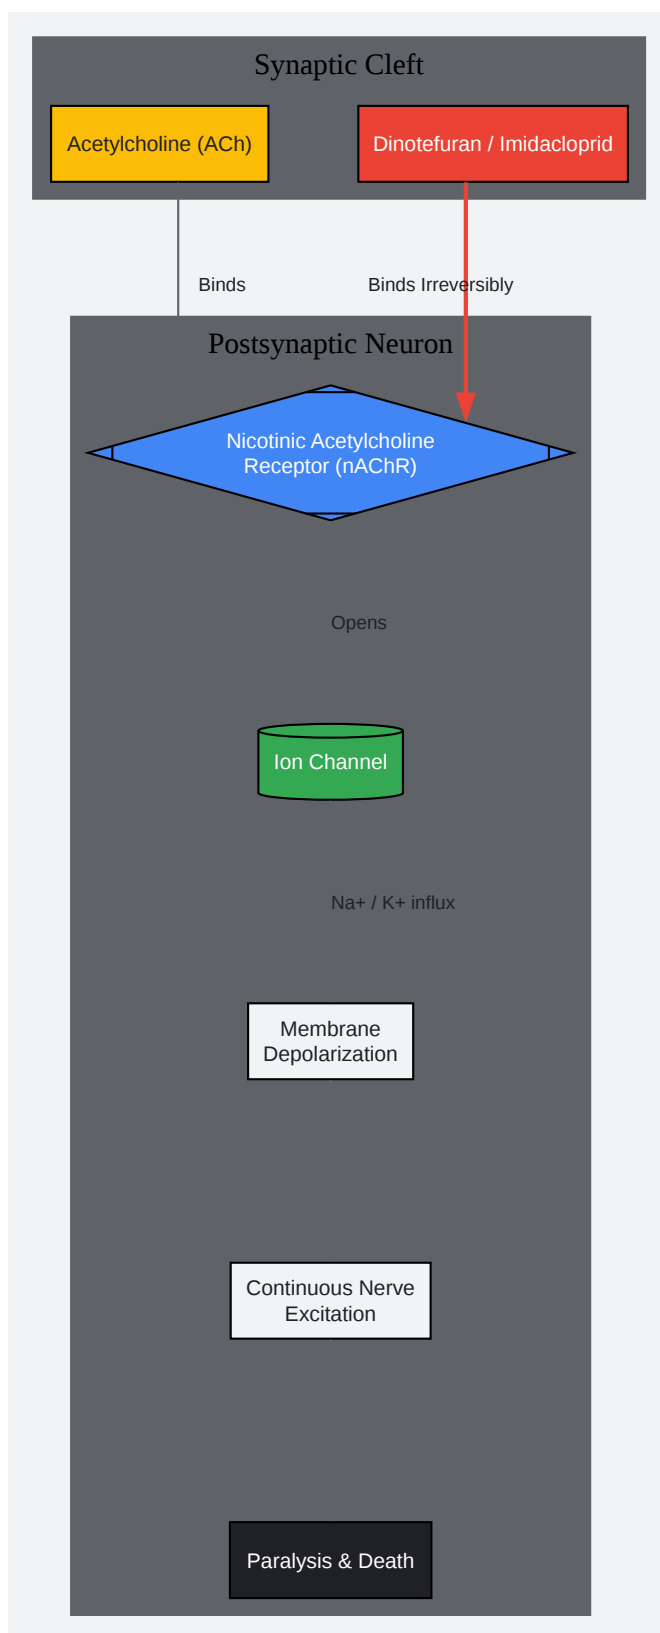 Synaptic Cleft
Acetylcholine (ACh)
Dinotefuran / Imidacloprid
Binds
Binds Irreversibly
Postsynaptic Neuron
Nicotinic Acetylcholine
Receptor (nAChR)
Opens
Ion Channel
Na+ / K+ influx
Membrane
Depolarization
Continuous Nerve
Excitation
Paralysis & Death